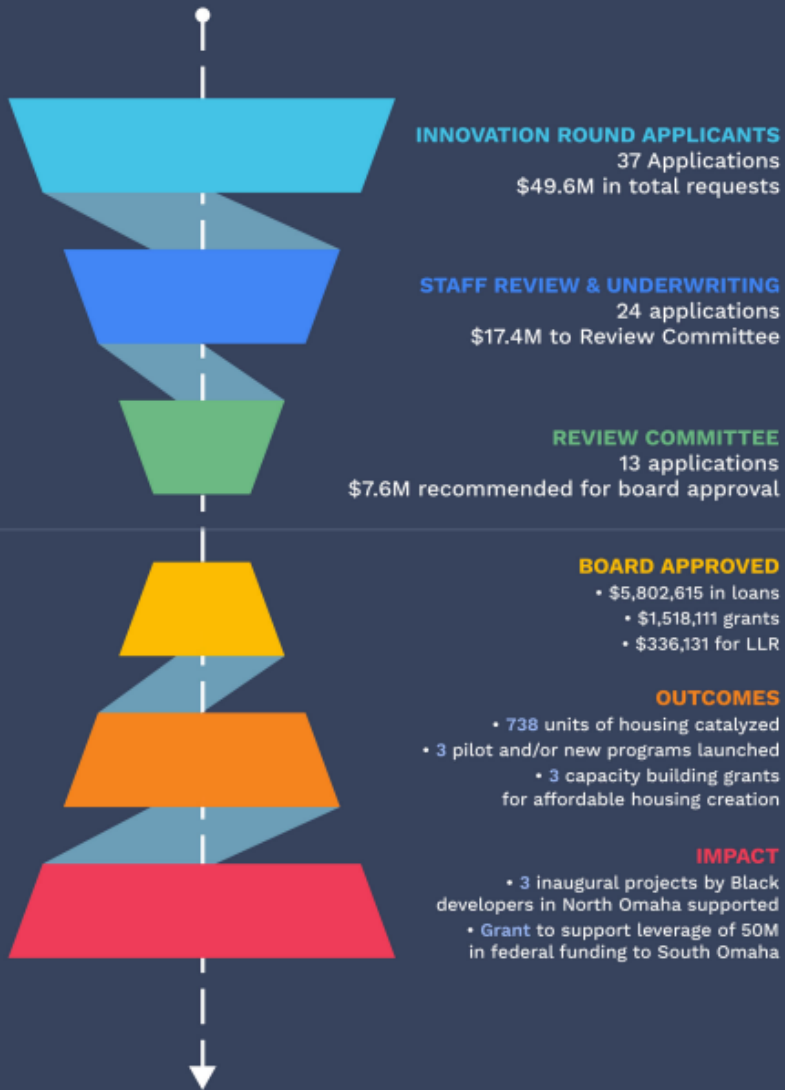 INNOVATION ROUND APPLICANTS
37 Applications
$49.6M in total requests
STAFF REVIEW & UNDERWRITING
24 applications
$17.4M to Review Committee
REVIEW COMMITTEE
13 applications
$7.6M recommended for board approval
BOARD APPROVED
• $5,802,615 in loans
• $1,518,111 grants
• $336,131 for LLR
OUTCOMES
• 738 units of housing catalyzed
• 3 pilot and/or new programs launched
• 3 capacity building grants
for affordable housing creation
IMPACT
• 3 inaugural projects by Black
developers in North Omaha supported
• Grant to support leverage of 50M
in federal funding to South Omaha